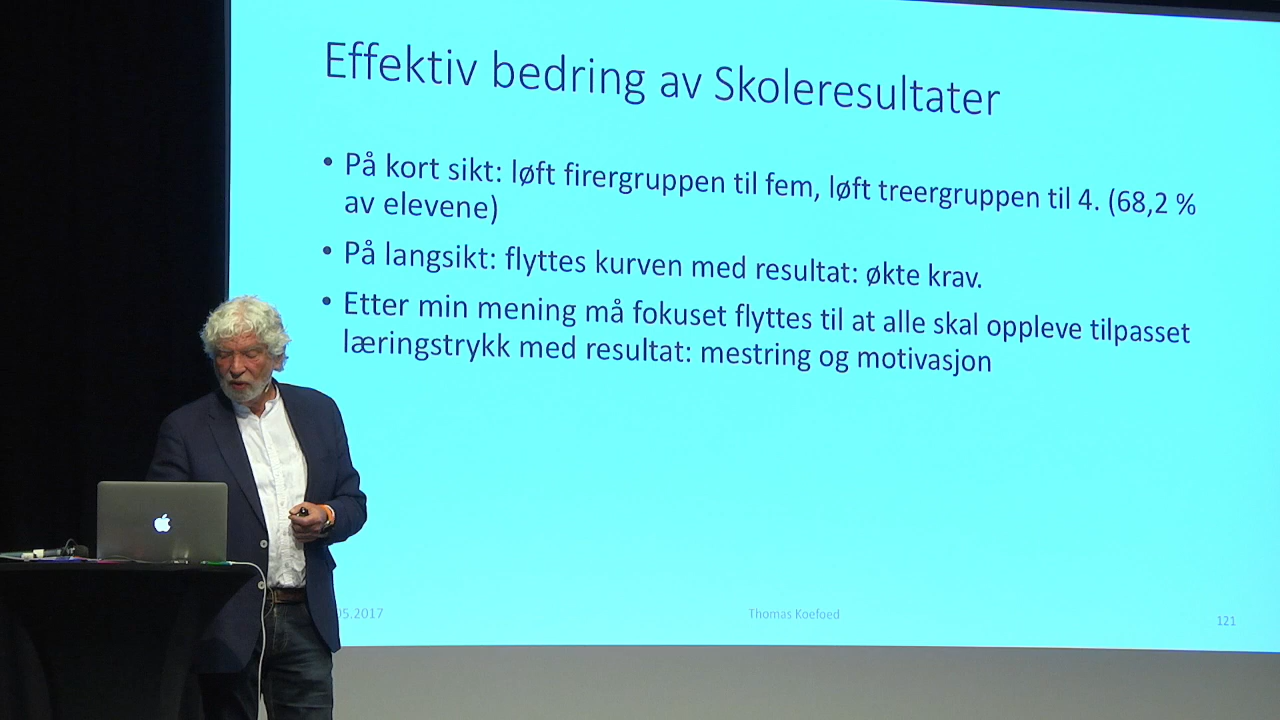 Effektiv bedring av Skoleresultater
• På kort sikt: løft firergruppen til fem, løft treergruppen til 4. (68,2 %
av elevene)
• På langsikt: flyttes kurven med resultat: økte krav.
• Etter min mening må fokuset flyttes til at alle skal oppleve tilpasset
læringstrykk med resultat: mestring og motivasjon
05.2017
Thomas Koefoed
121